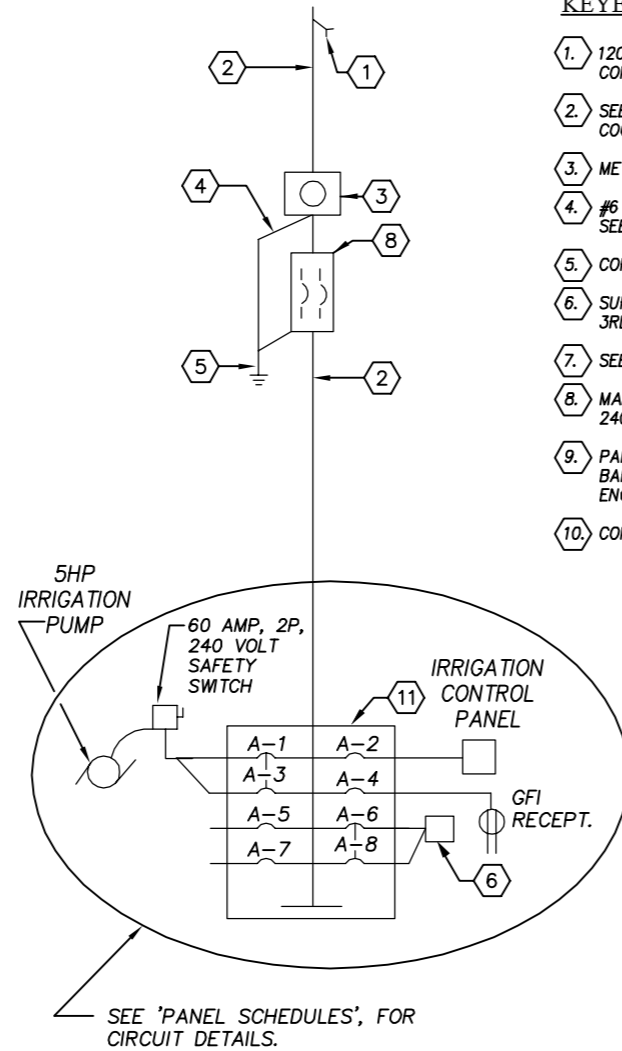 KEYE
1. 120
CO
2. SEE
COO
3. ME
4. #6
SEE
5. CO
6. SU
3RD
7. SEE
8. MA
240
9. PA
BA
ENC
10. CO
2
1
4
3
8
5
2
5HP
IRRIGATION
PUMP
60 AMP, 2P,
240 VOLT
SAFETY
SWITCH
11
IRRIGATION
CONTROL
PANEL
A-1 A-2
A-3 A-4
A-5 A-6
A-7 A-8
GFI
RECEPT.
6
SEE 'PANEL SCHEDULES', FOR
CIRCUIT DETAILS.